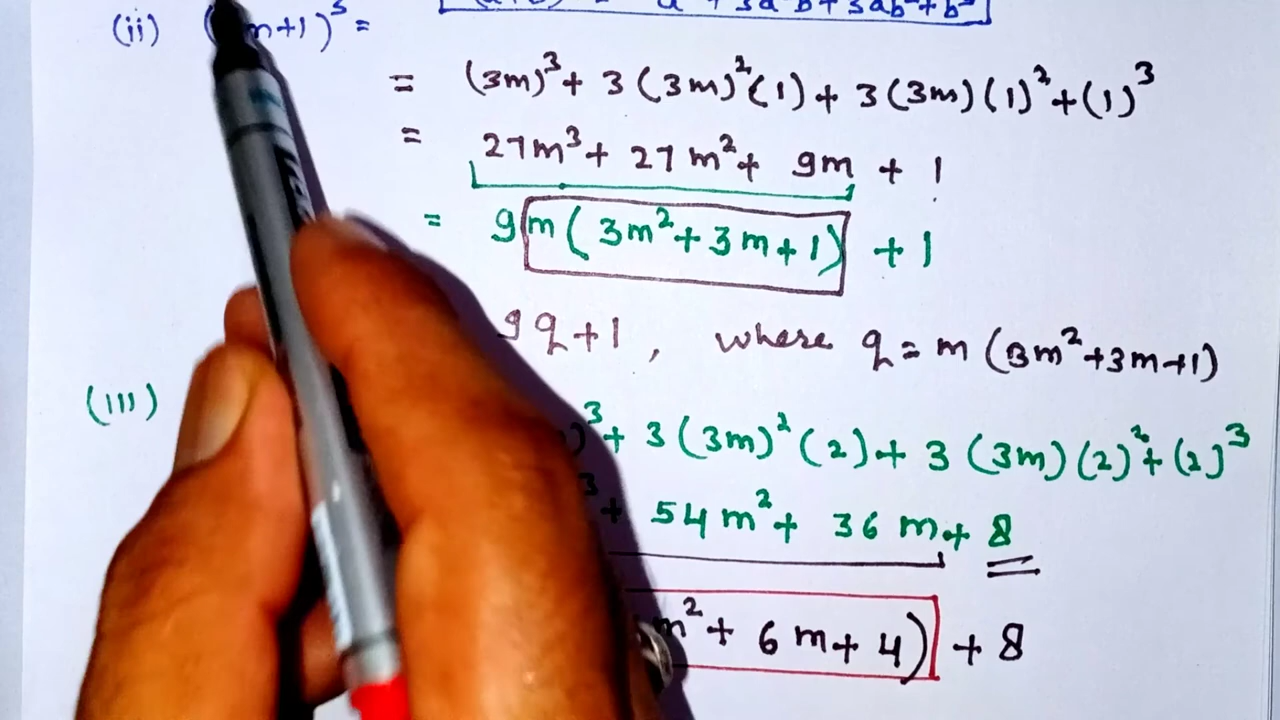 (ii) +1)³ =
= (3m)³ + 3(3m)²(1) + 3(3m)(1)² + (1)³
= 27m³ + 27m² + 9m + 1
= 9m(3m² + 3m + 1) + 1
9q + 1, where q = m(3m² + 3m + 1)
(iii) )³ + 3(3m)²(2) + 3(3m)(2)² + (2)³
³ + 54m² + 36m + 8
m² + 6m + 4) + 8